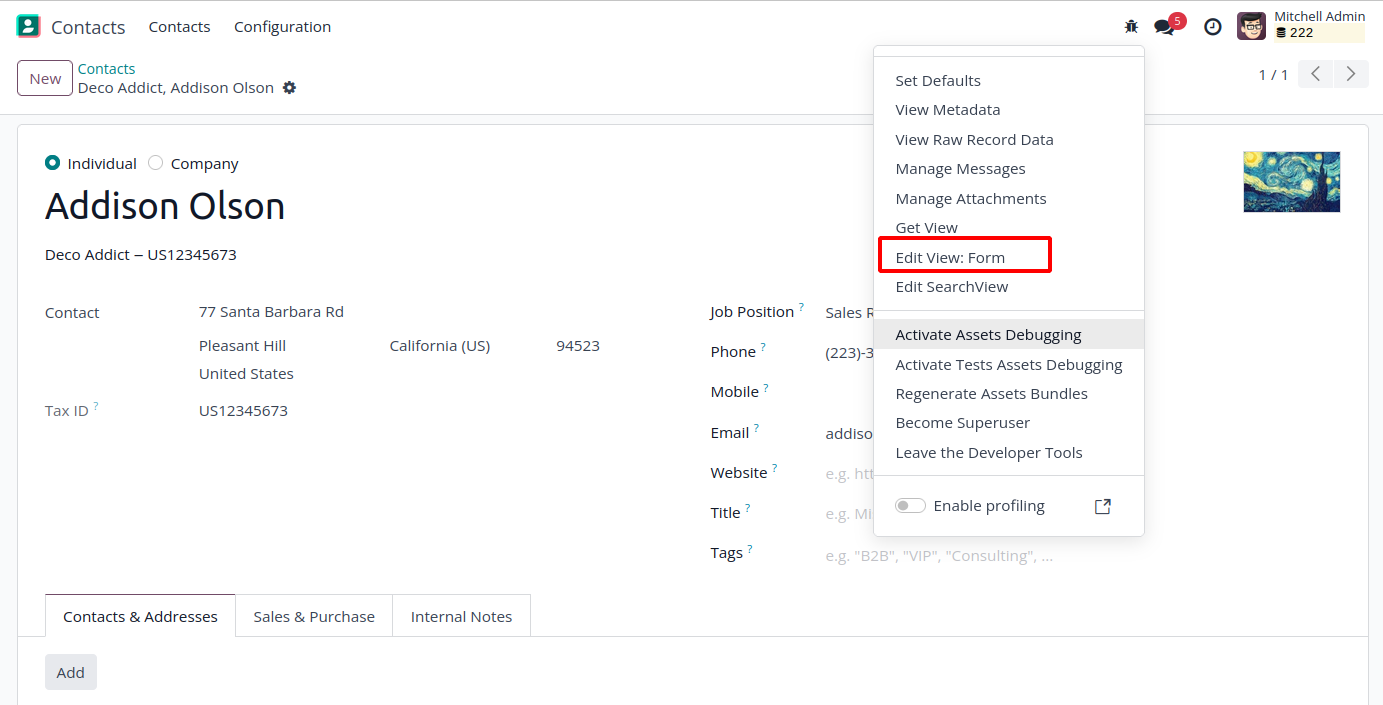 Contacts Contacts Configuration 5 Mitchell Admin
222
New Contacts
Deco Addict, Addison Olson 1 / 1
Individual Company
Addison Olson
Deco Addict – US12345673
Contact 77 Santa Barbara Rd
Pleasant Hill California (US) 94523
United States
Tax ID ? US12345673
Job Position ? Sales R
Phone ? (223)-3
Mobile ?
Email ? addiso
Website ? e.g. htt
Title ? e.g. Mi
Tags ? e.g. "B2B", "VIP", "Consulting", ...
Set Defaults
View Metadata
View Raw Record Data
Manage Messages
Manage Attachments
Get View
Edit View: Form
Edit SearchView
Activate Assets Debugging
Activate Tests Assets Debugging
Regenerate Assets Bundles
Become Superuser
Leave the Developer Tools
Enable profiling
Contacts & Addresses Sales & Purchase Internal Notes
Add